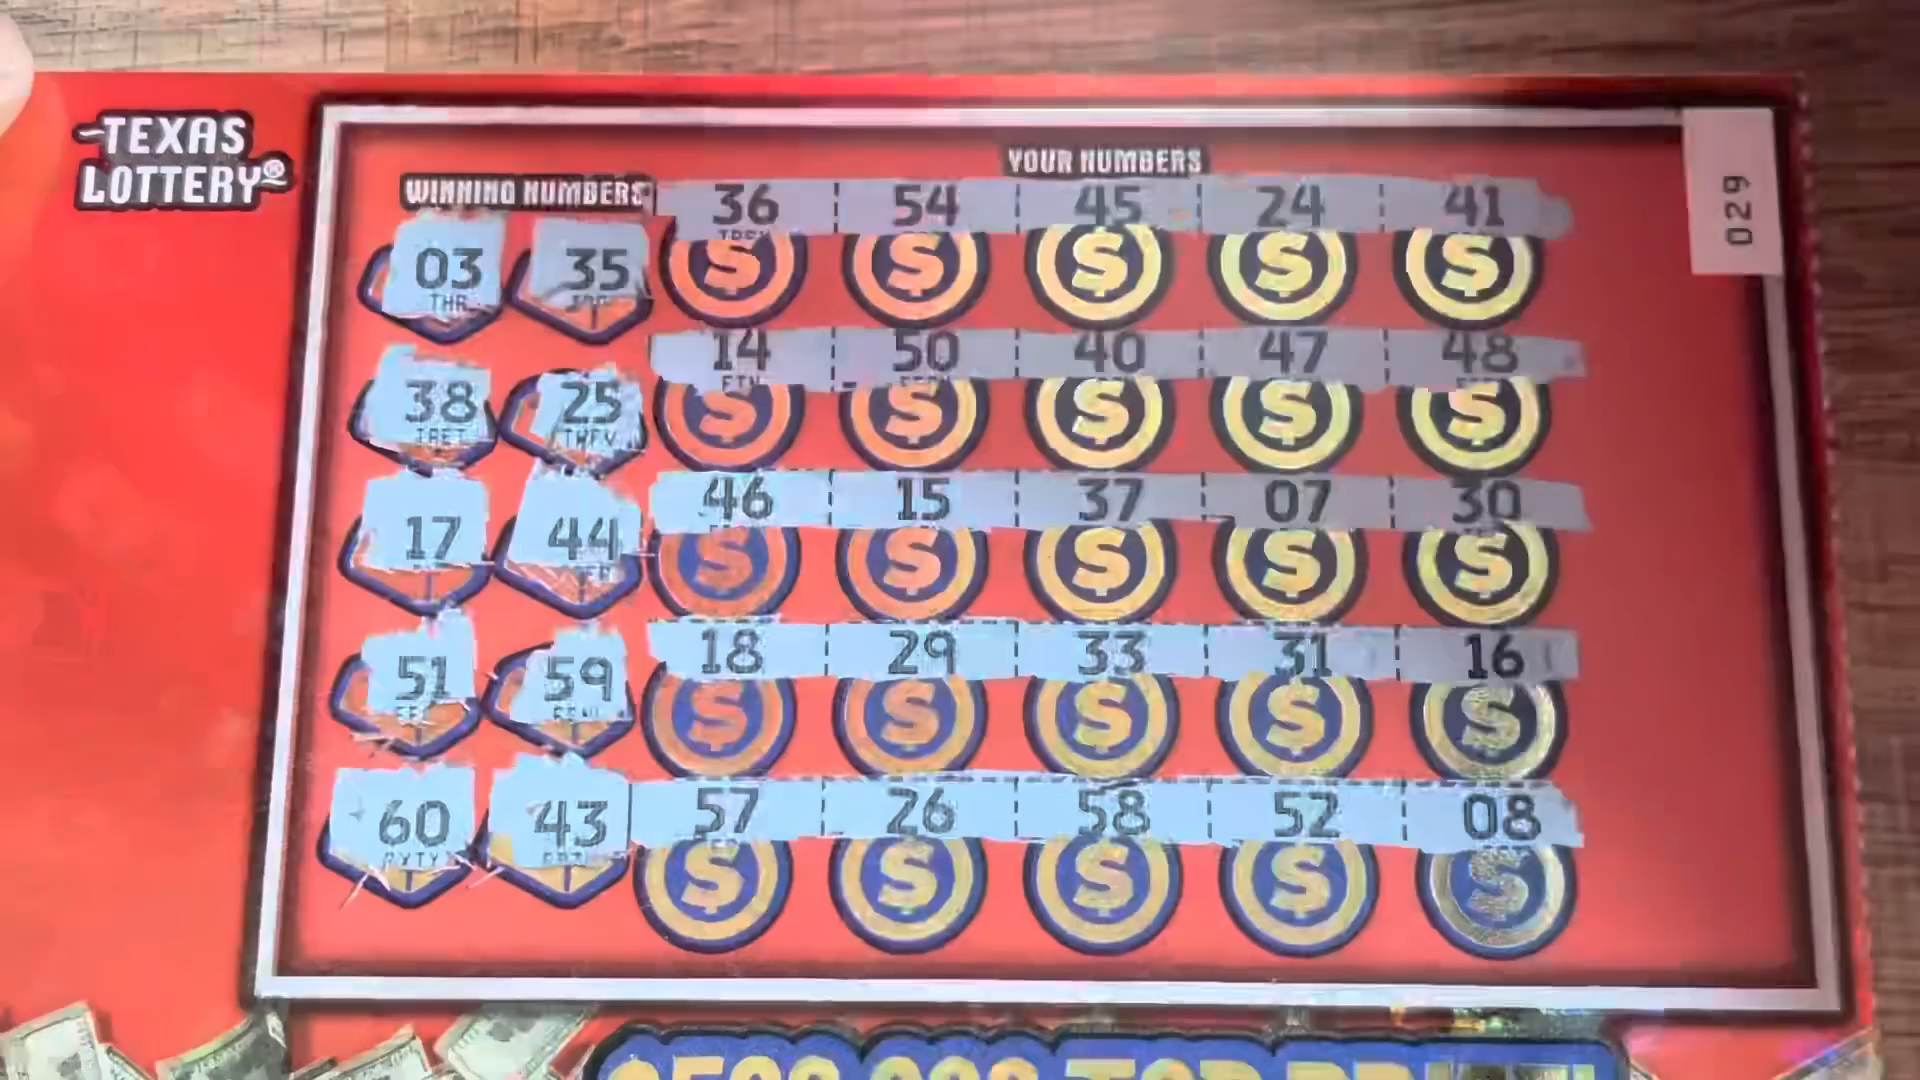 TEXAS
LOTTERY®
WINNING NUMBERS
YOUR NUMBERS
029
36 54 45 24 41
03 35
THR
14 50 40 47 48
38 25
46 15 37 07 30
17 44
18 29 33 31 16
51 59
57 26 58 52 08
60 43